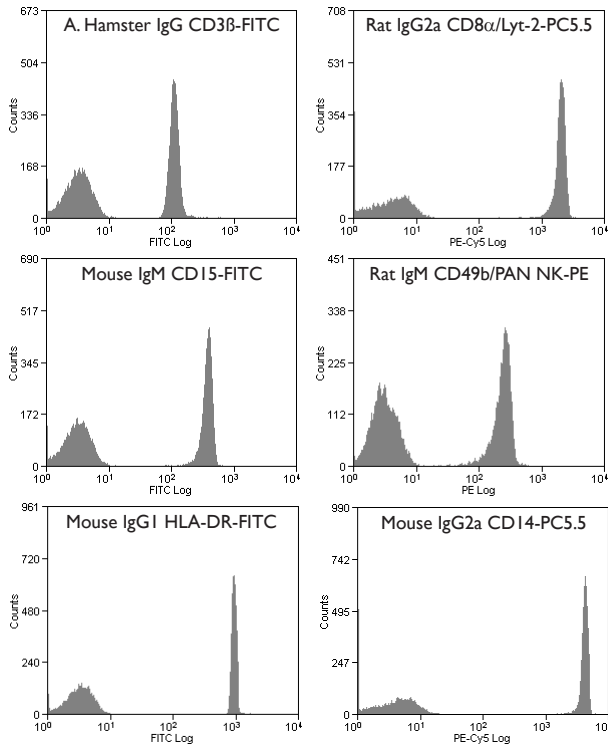 A. Hamster IgG CD3ß-FITC
673
504
336
168
0
Counts
10⁰ 10¹ 10² 10³ 10⁴
FITC Log
Rat IgG2a CD8α/Lyt-2-PC5.5
708
531
354
177
0
Counts
10⁰ 10¹ 10² 10³ 10⁴
PE-Cy5 Log
Mouse IgM CD15-FITC
690
517
345
172
0
Counts
10⁰ 10¹ 10² 10³ 10⁴
FITC Log
Rat IgM CD49b/PAN NK-PE
451
338
225
112
0
Counts
10⁰ 10¹ 10² 10³ 10⁴
PE Log
Mouse IgG1 HLA-DR-FITC
961
720
480
240
0
Counts
10⁰ 10¹ 10² 10³ 10⁴
FITC Log
Mouse IgG2a CD14-PC5.5
990
742
495
247
0
Counts
10⁰ 10¹ 10² 10³ 10⁴
PE-Cy5 Log